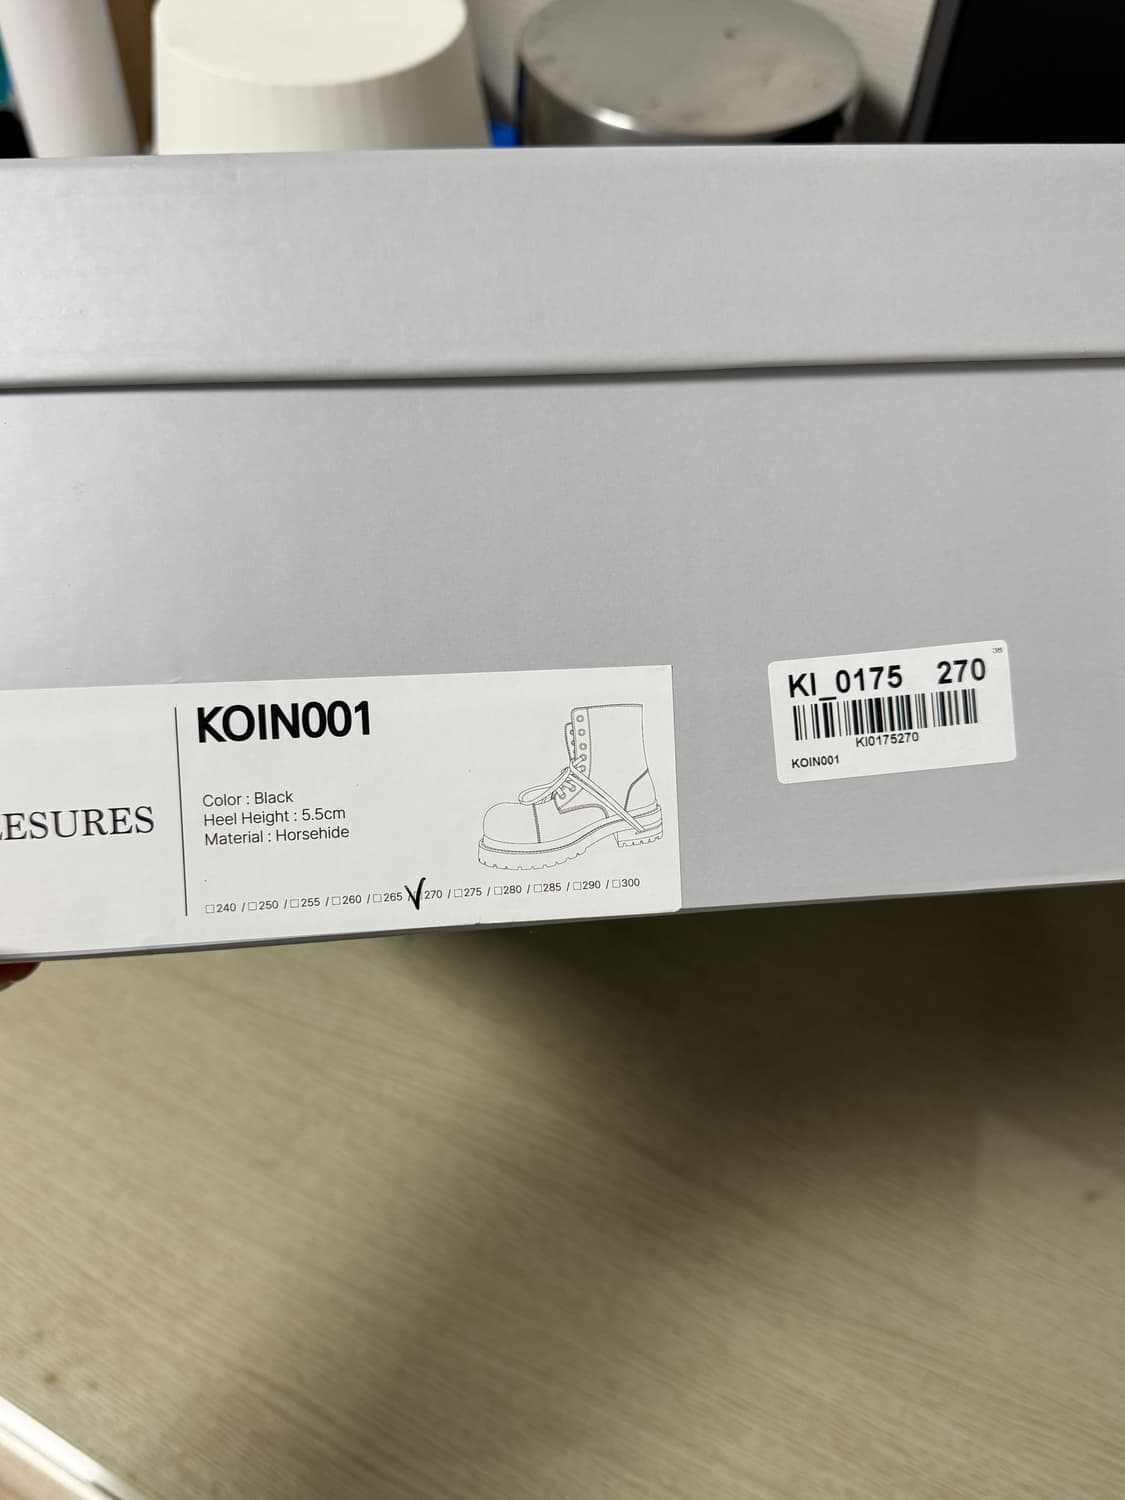 ESURES
KOIN001
Color : Black
Heel Height : 5.5cm
Material : Horsehide
□240 / □250 / □255 / □260 / □265 / □270 / □275 / □280 / □285 / □290 / □300
KI_0175 270
KI0175270
KOIN001